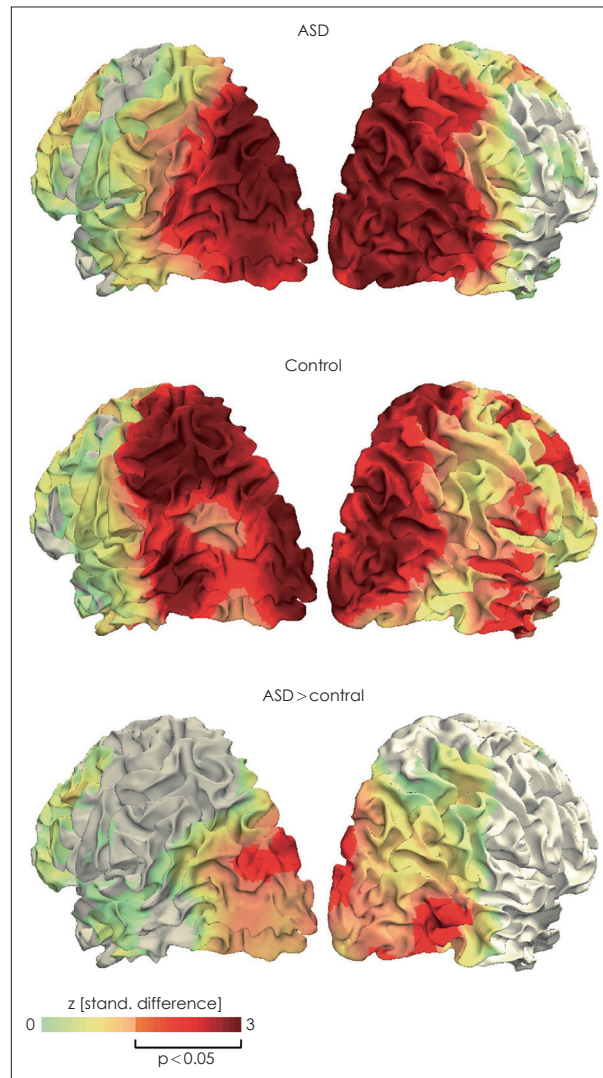 ASD
Control
ASD>contral
z [stand. difference]
0 3
p<0.05